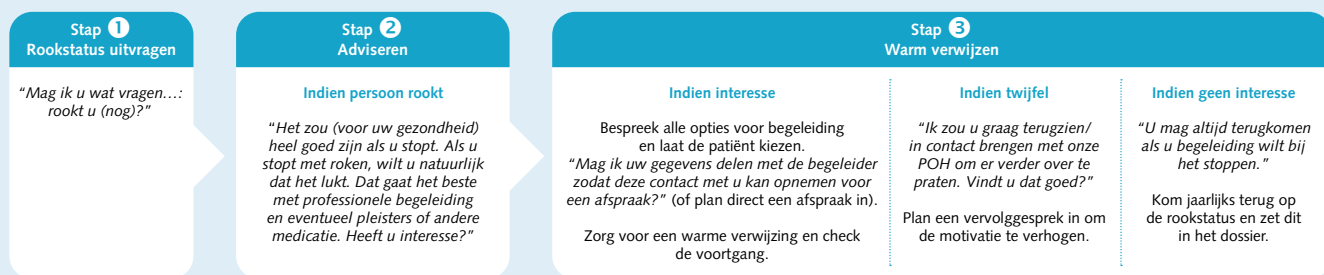 Stap 1
Rookstatus uitvragen
"Mag ik u wat vragen…:
rookt u (nog)?"
Stap 2
Adviseren
Indien persoon rookt
"Het zou (voor uw gezondheid)
heel goed zijn als u stopt. Als u
stopt met roken, wilt u natuurlijk
dat het lukt. Dat gaat het beste
met professionele begeleiding
en eventueel pleisters of andere
medicatie. Heeft u interesse?"
Stap 3
Warm verwijzen
Indien interesse
Bespreek alle opties voor begeleiding
en laat de patiënt kiezen.
"Mag ik uw gegevens delen met de begeleider
zodat deze contact met u kan opnemen voor
een afspraak?" (of plan direct een afspraak in).
Zorg voor een warme verwijzing en check
de voortgang.
Indien twijfel
"Ik zou u graag terugzien/
in contact brengen met onze
POH om er verder over te
praten. Vindt u dat goed?"
Plan een vervolggesprek in om
de motivatie te verhogen.
Indien geen interesse
"U mag altijd terugkomen
als u begeleiding wilt bij
het stoppen."
Kom jaarlijks terug op
de rookstatus en zet dit
in het dossier.